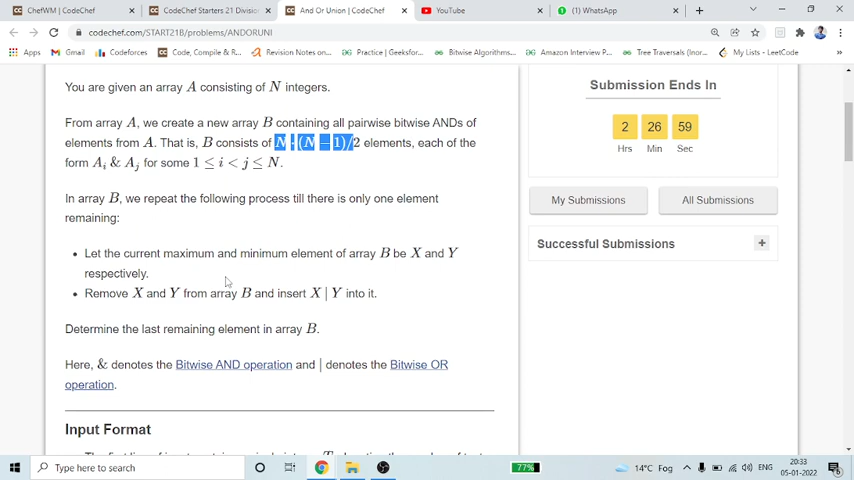 ChefWM | CodeChef
CodeChef Starters 21 Division
And Or Union | CodeChef
YouTube
(1) WhatsApp
codechef.com/START21B/problems/ANDORUNI
Apps
Gmail
Codeforces
Code, Compile & R...
Revision Notes on...
Practice | Geeksfor...
Bitwise Algorithms...
Amazon Interview P...
Tree Traversals (Inor...
My Lists - LeetCode
You are given an array A consisting of N integers.
From array A, we create a new array B containing all pairwise bitwise ANDs of
elements from A. That is, B consists of N · (N − 1)/2 elements, each of the
form A_i & A_j for some 1 ≤ i < j ≤ N.
In array B, we repeat the following process till there is only one element
remaining:
• Let the current maximum and minimum element of array B be X and Y
respectively.
• Remove X and Y from array B and insert X | Y into it.
Determine the last remaining element in array B.
Here, & denotes the Bitwise AND operation and | denotes the Bitwise OR
operation.
Input Format
Submission Ends In
2
26
59
Hrs
Min
Sec
My Submissions
All Submissions
Successful Submissions
+
Type here to search
77%
14°C Fog
ENG
20:33
05-01-2022